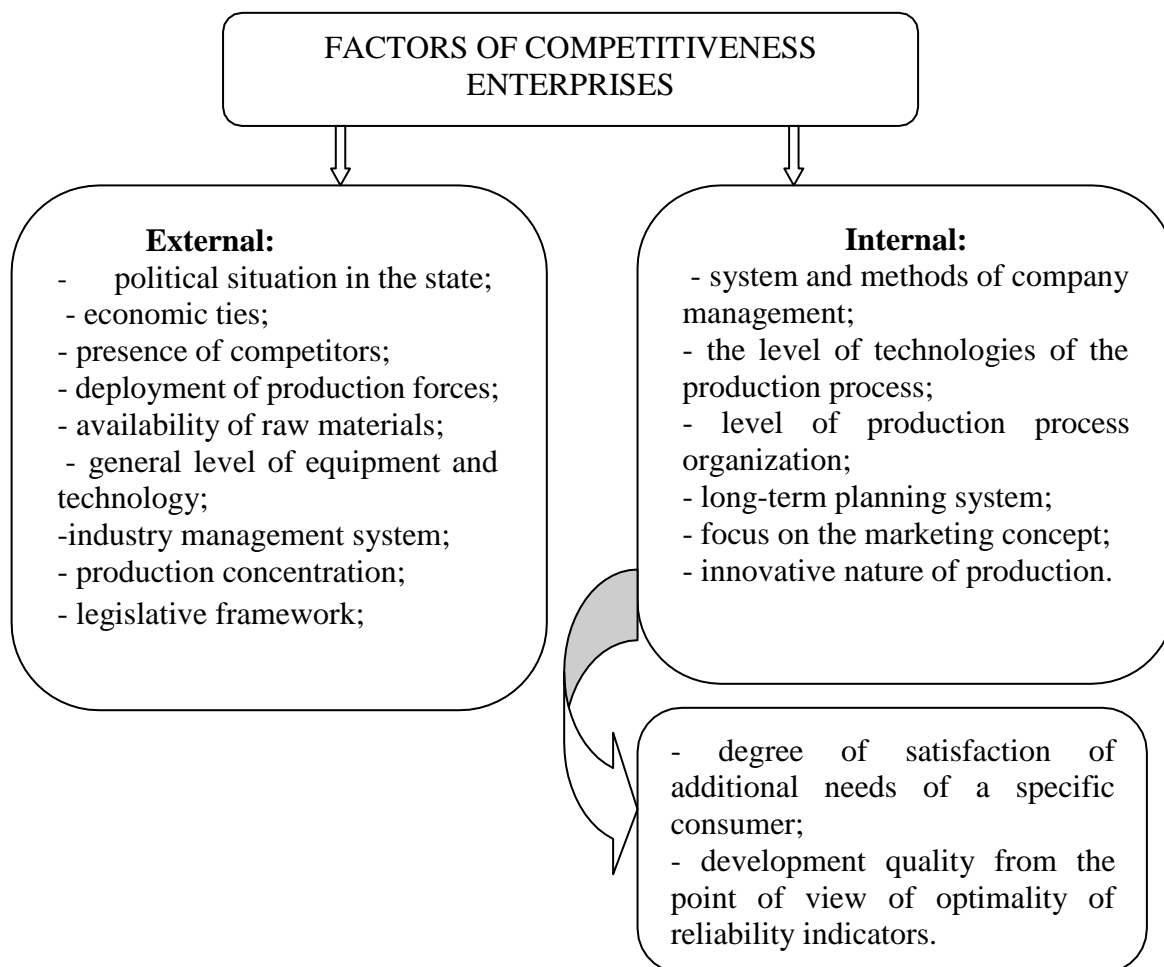 FACTORS OF COMPETITIVENESS
ENTERPRISES
External:
- political situation in the state;
- economic ties;
- presence of competitors;
- deployment of production forces;
- availability of raw materials;
- general level of equipment and
technology;
-industry management system;
- production concentration;
- legislative framework;
Internal:
- system and methods of company
management;
- the level of technologies of the
production process;
- level of production process
organization;
- long-term planning system;
- focus on the marketing concept;
- innovative nature of production.
- degree of satisfaction of
additional needs of a specific
consumer;
- development quality from the
point of view of optimality of
reliability indicators.